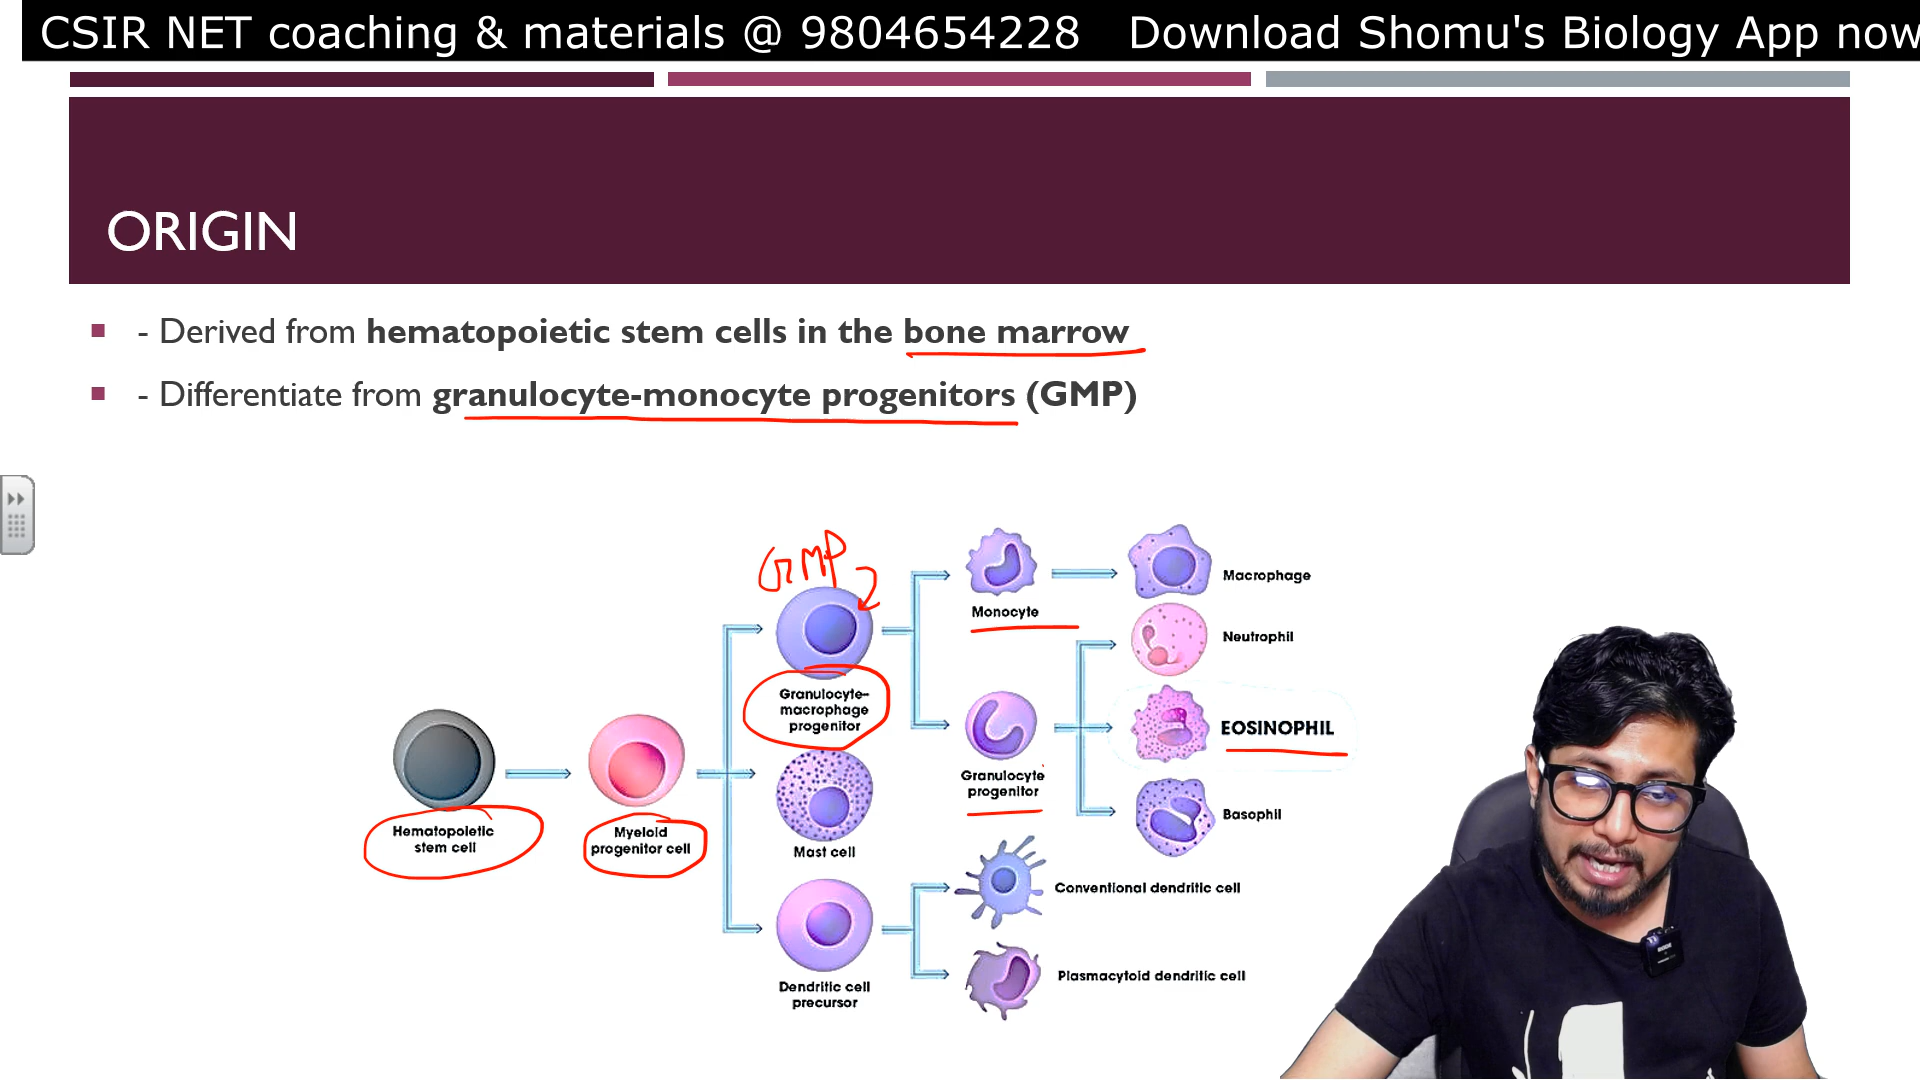 CSIR NET coaching & materials @ 9804654228 Download Shomu's Biology App now
ORIGIN
- Derived from hematopoietic stem cells in the bone marrow
- Differentiate from granulocyte-monocyte progenitors (GMP)
GMP
Monocyte
Macrophage
Neutrophil
Granulocyte-
macrophage
progenitor
EOSINOPHIL
Granulocyte
progenitor
Basophil
Hematopoietic
stem cell
Myeloid
progenitor cell
Mast cell
Conventional dendritic cell
Dendritic cell
precursor
Plasmacytoid dendritic cell